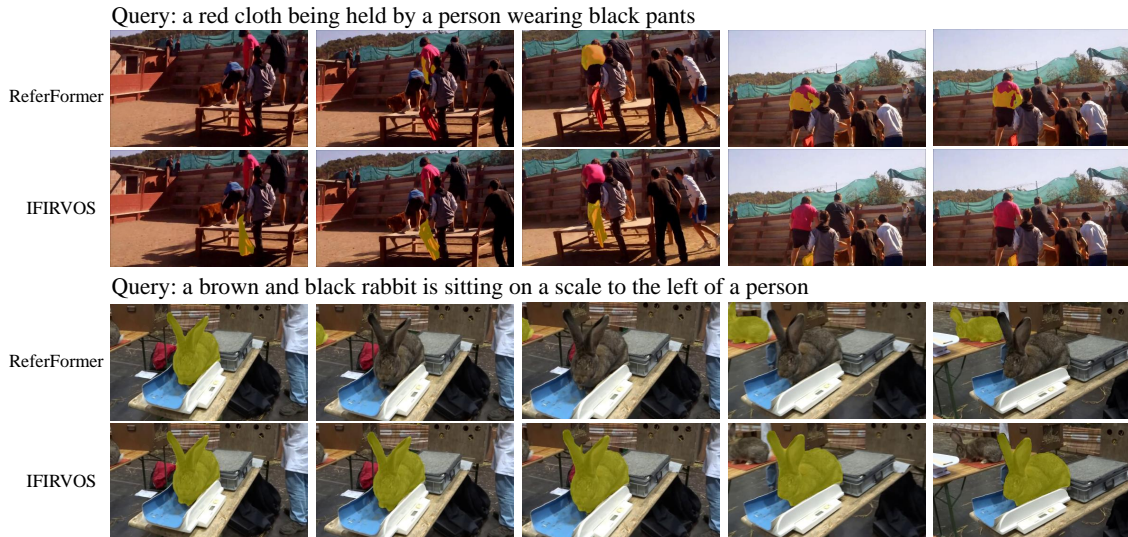 Query: a red cloth being held by a person wearing black pants
ReferFormer
IFIRVOS
Query: a brown and black rabbit is sitting on a scale to the left of a person
ReferFormer
IFIRVOS